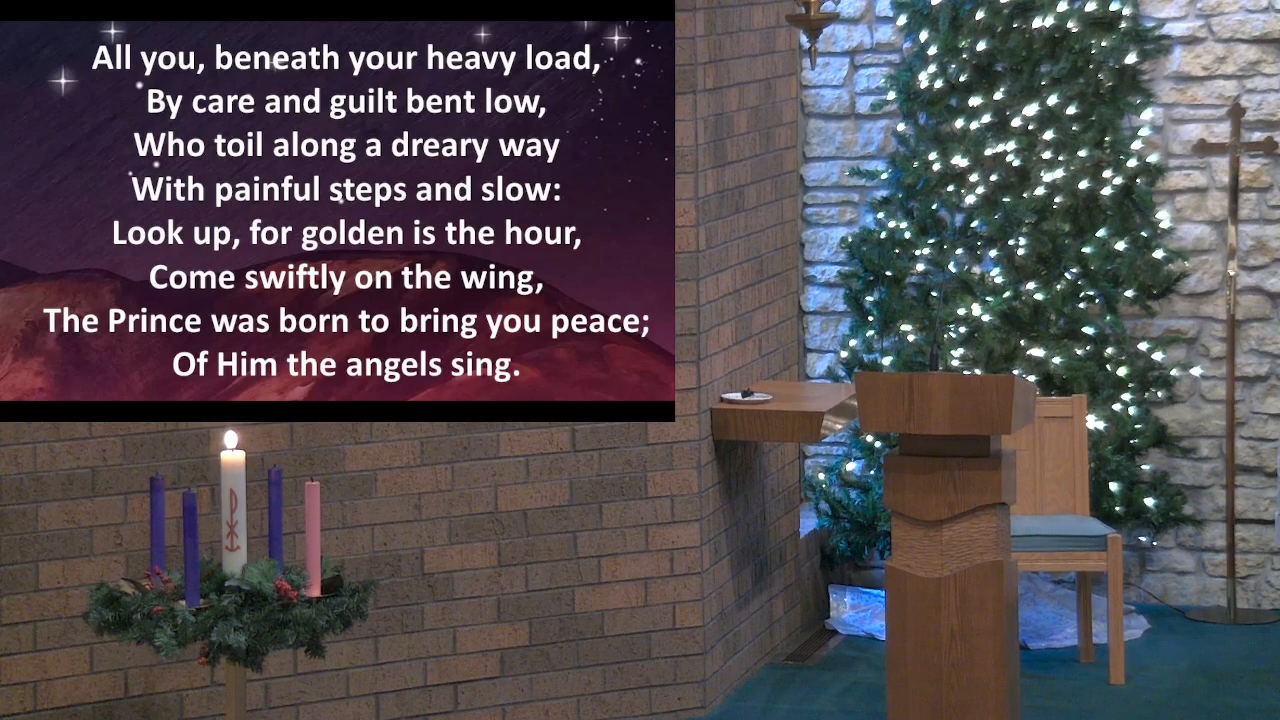 All you, beneath your heavy load,
By care and guilt bent low,
Who toil along a dreary way
With painful steps and slow:
Look up, for golden is the hour,
Come swiftly on the wing,
The Prince was born to bring you peace;
Of Him the angels sing.